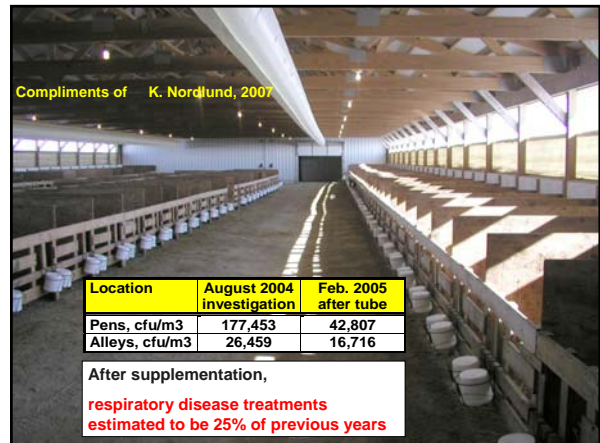 Compliments of K. Nordlund, 2007
Location August 2004 investigation Feb. 2005 after tube
Pens, cfu/m3 177,453 42,807
Alleys, cfu/m3 26,459 16,716
After supplementation,
respiratory disease treatments
estimated to be 25% of previous years